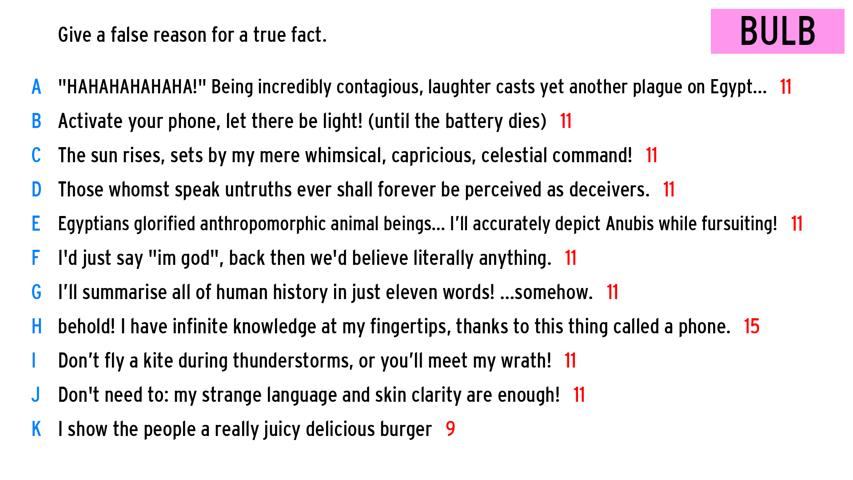 Give a false reason for a true fact.
BULB
A "HAHAHAHAHAHA!" Being incredibly contagious, laughter casts yet another plague on Egypt... 11
B Activate your phone, let there be light! (until the battery dies) 11
C The sun rises, sets by my mere whimsical, capricious, celestial command! 11
D Those whomst speak untruths ever shall forever be perceived as deceivers. 11
E Egyptians glorified anthropomorphic animal beings... I'll accurately depict Anubis while fursuiting! 11
F I'd just say "im god", back then we'd believe literally anything. 11
G I'll summarise all of human history in just eleven words! ...somehow. 11
H behold! I have infinite knowledge at my fingertips, thanks to this thing called a phone. 15
I Don't fly a kite during thunderstorms, or you'll meet my wrath! 11
J Don't need to: my strange language and skin clarity are enough! 11
K I show the people a really juicy delicious burger 9